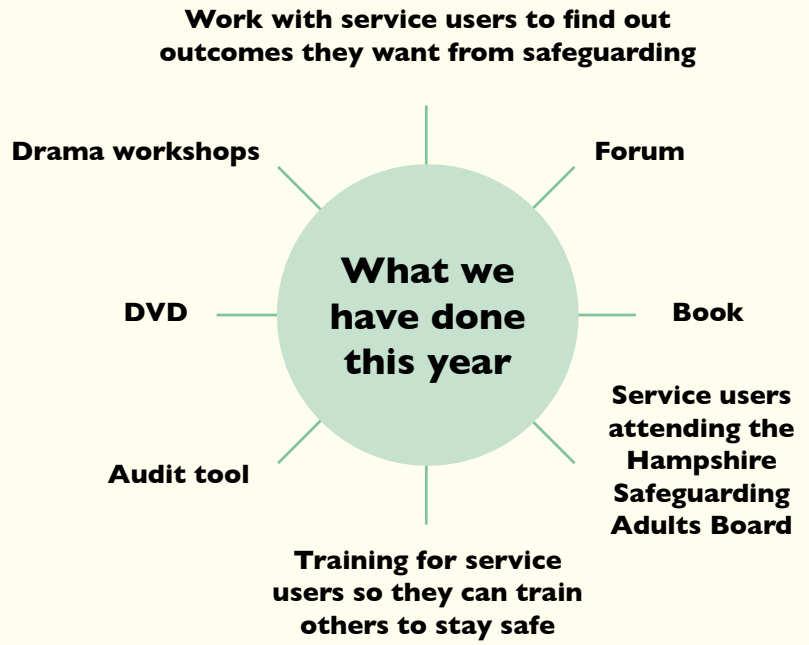 Work with service users to find out
outcomes they want from safeguarding
Drama workshops
Forum
What we
have done
this year
DVD
Book
Service users
attending the
Hampshire
Safeguarding
Adults Board
Audit tool
Training for service
users so they can train
others to stay safe